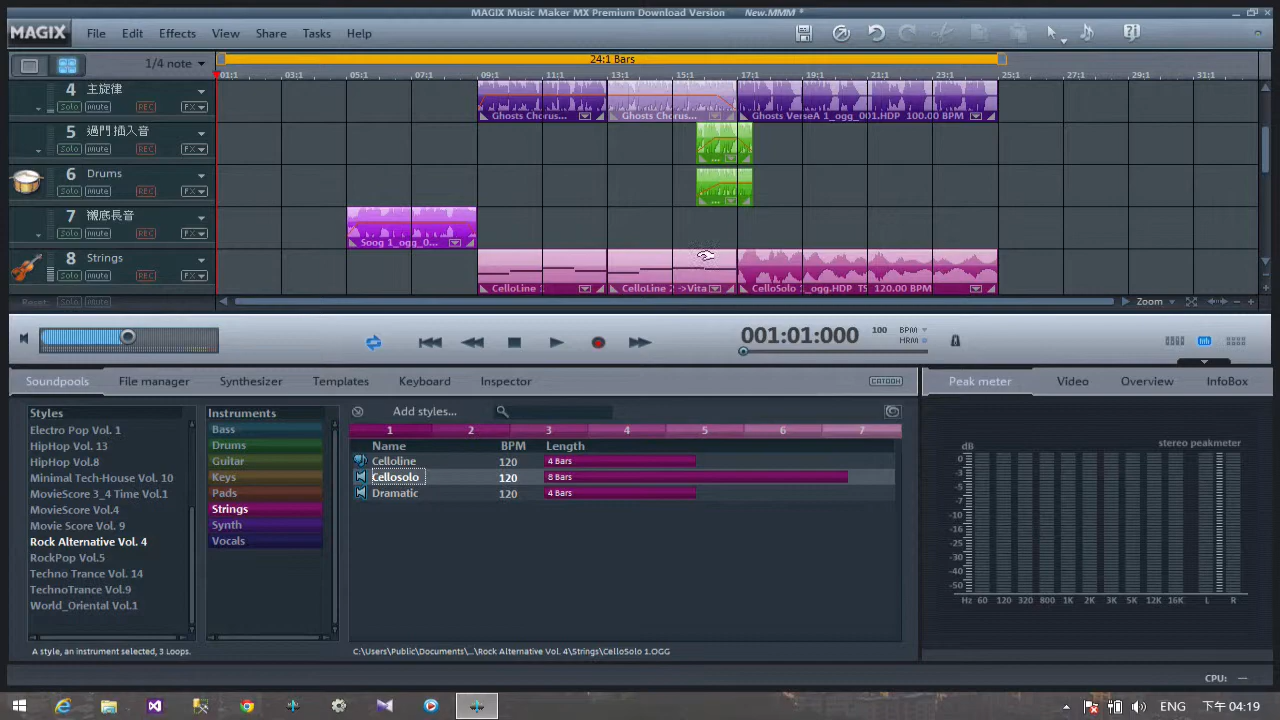 MAGIX Music Maker MX Premium Download Version    New.MMM *
MAGIX File Edit Effects View Share Tasks Help
24:1 Bars
1/4 note 01:1 03:1 05:1 07:1 09:1 11:1 13:1 15:1 17:1 19:1 21:1 23:1 25:1 27:1 29:1 31:1
4 主旋律
Solo mute REC FX
Ghosts Chorus... Ghosts Chorus... Ghosts VerseA 1_ogg_001.HDP 100.00 BPM
5 過門插入音
Solo mute REC FX
...
6 Drums
Solo mute REC FX
...
7 襯底長音
Solo mute REC FX
Soog 1_ogg_0...
8 Strings
Solo mute REC FX
CelloLine 1 CelloLine 2 ->Vita CelloSolo 1_ogg.HDP TS 120.00 BPM
Reset: Solo mute
Zoom
001:01:000 100 BPM
HRM
Soundpools File manager Synthesizer Templates Keyboard Inspector CATOOH
Peak meter Video Overview InfoBox
Styles
Electro Pop Vol. 1
HipHop Vol. 13
HipHop Vol.8
Minimal Tech-House Vol. 10
MovieScore 3_4 Time Vol.1
MovieScore Vol.4
Movie Score Vol. 9
Rock Alternative Vol. 4
RockPop Vol.5
Techno Trance Vol. 14
TechnoTrance Vol.9
World_Oriental Vol.1
Instruments
Bass
Drums
Guitar
Keys
Pads
Strings
Synth
Vocals
Add styles...
1 2 3 4 5 6 7
Name BPM Length
Celloline 120 4 Bars
Cellosolo 120 8 Bars
Dramatic 120 4 Bars
stereo peakmeter
dB
0
-3
-5
-7
-10
-15
-20
-30
-40
-50
Hz 60 120 320 800 1K 2K 3K 5K 12K 16K L R
A style, an instrument selected, 3 Loops.
C:\Users\Public\Documents\...\Rock Alternative Vol. 4\Strings\CelloSolo 1.OGG
CPU: —
ENG 下午 04:19